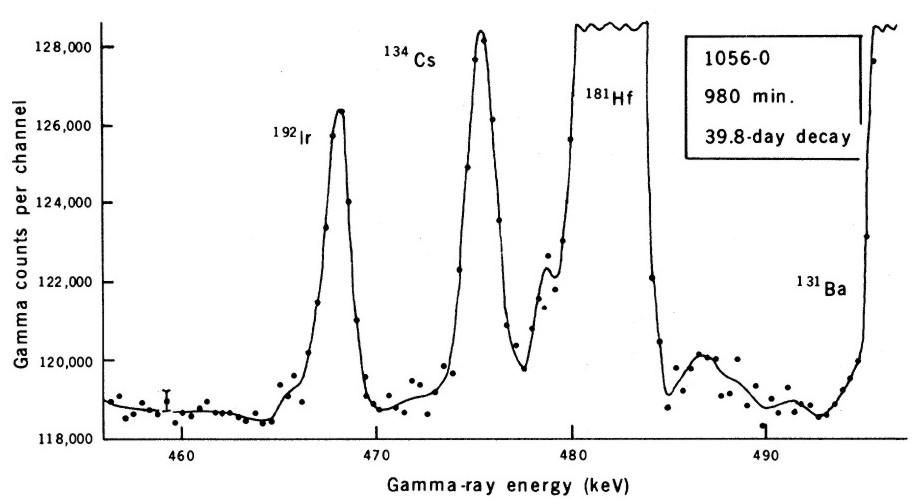 128,000
126,000
124,000
122,000
120,000
118,000
Gamma counts per channel
¹⁹²Ir
¹³⁴Cs
¹⁸¹Hf
¹³¹Ba
1056-0
980 min.
39.8-day decay
460
470
480
490
Gamma-ray energy (keV)